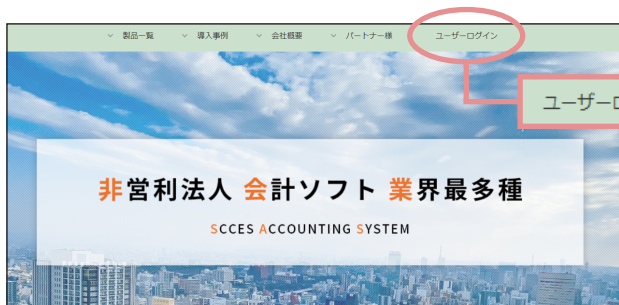 製品一覧 導入事例 会社概要 パートナー様 ユーザーログイン
ユーザーロ
非営利法人 会計ソフト 業界最多種
SCCES ACCOUNTING SYSTEM